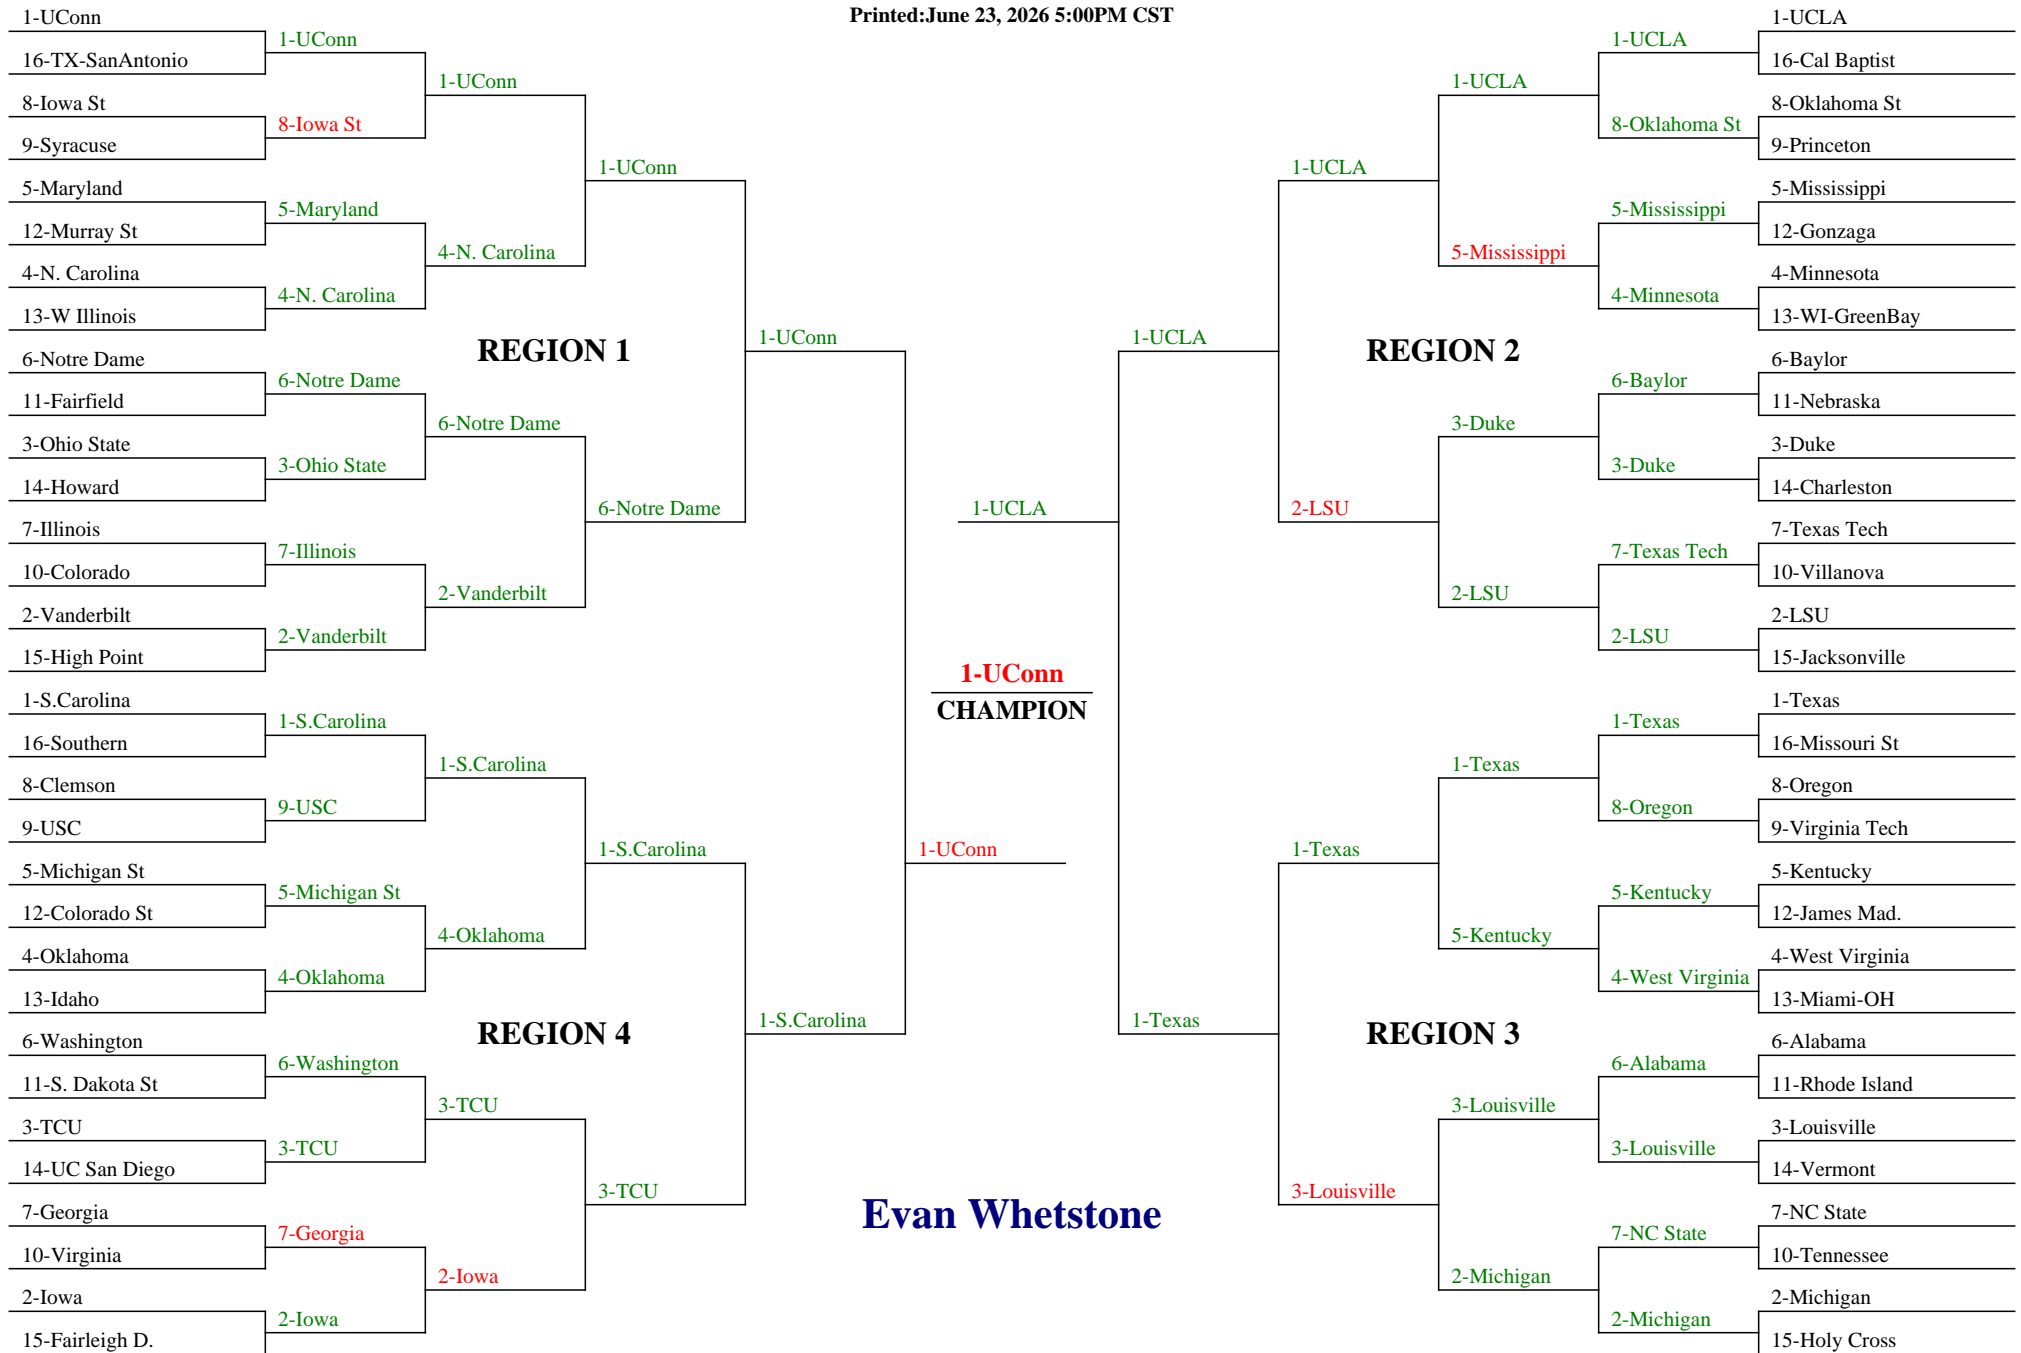 Printed:June 23, 2026 5:00PM CST
1-UConn
16-TX-SanAntonio
8-Iowa St
9-Syracuse
5-Maryland
12-Murray St
4-N. Carolina
13-W Illinois
6-Notre Dame
11-Fairfield
3-Ohio State
14-Howard
7-Illinois
10-Colorado
2-Vanderbilt
15-High Point
1-S.Carolina
16-Southern
8-Clemson
9-USC
5-Michigan St
12-Colorado St
4-Oklahoma
13-Idaho
6-Washington
11-S. Dakota St
3-TCU
14-UC San Diego
7-Georgia
10-Virginia
2-Iowa
15-Fairleigh D.
1-UConn
8-Iowa St
5-Maryland
4-N. Carolina
6-Notre Dame
3-Ohio State
7-Illinois
2-Vanderbilt
1-S.Carolina
9-USC
5-Michigan St
4-Oklahoma
6-Washington
3-TCU
7-Georgia
2-Iowa
1-UConn
4-N. Carolina
6-Notre Dame
2-Vanderbilt
1-S.Carolina
4-Oklahoma
3-TCU
2-Iowa
REGION 1
REGION 4
1-UConn
6-Notre Dame
1-S.Carolina
3-TCU
1-UConn
1-S.Carolina
1-UConn
1-UCLA
1-UConn
CHAMPION
Evan Whetstone
1-UCLA
1-Texas
1-UCLA
2-LSU
1-Texas
3-Louisville
REGION 2
REGION 3
1-UCLA
5-Mississippi
3-Duke
2-LSU
1-Texas
5-Kentucky
3-Louisville
2-Michigan
1-UCLA
8-Oklahoma St
5-Mississippi
4-Minnesota
6-Baylor
3-Duke
7-Texas Tech
2-LSU
1-Texas
8-Oregon
5-Kentucky
4-West Virginia
6-Alabama
3-Louisville
7-NC State
2-Michigan
1-UCLA
16-Cal Baptist
8-Oklahoma St
9-Princeton
5-Mississippi
12-Gonzaga
4-Minnesota
13-WI-GreenBay
6-Baylor
11-Nebraska
3-Duke
14-Charleston
7-Texas Tech
10-Villanova
2-LSU
15-Jacksonville
1-Texas
16-Missouri St
8-Oregon
9-Virginia Tech
5-Kentucky
12-James Mad.
4-West Virginia
13-Miami-OH
6-Alabama
11-Rhode Island
3-Louisville
14-Vermont
7-NC State
10-Tennessee
2-Michigan
15-Holy Cross